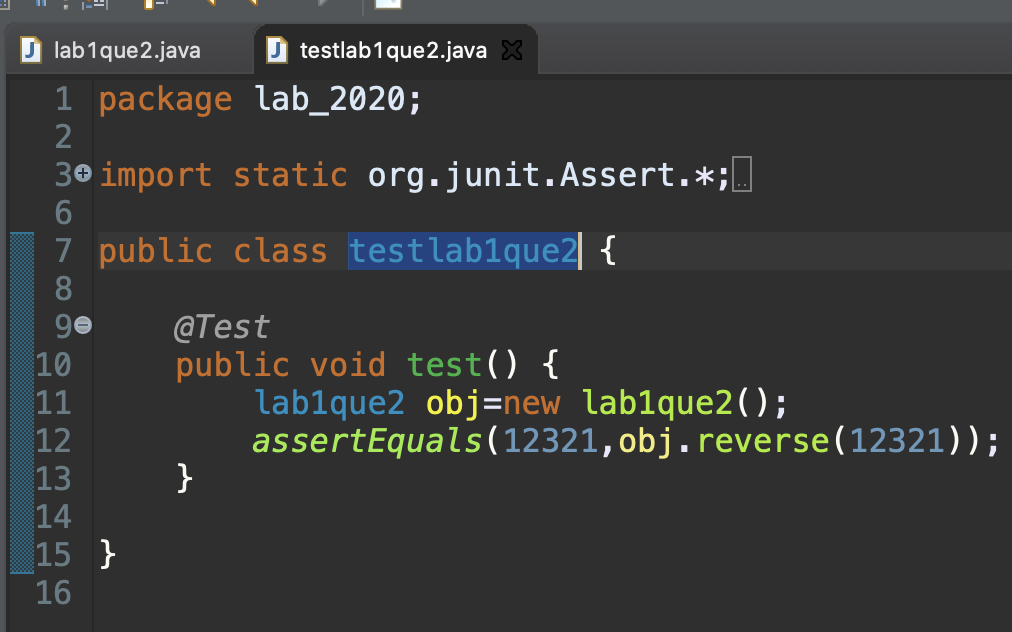 lab1que2.java testlab1que2.java
1 package lab_2020;
2
3 import static org.junit.Assert.*;
6
7 public class testlab1que2 {
8
9 @Test
10 public void test() {
11 lab1que2 obj=new lab1que2();
12 assertEquals(12321,obj.reverse(12321));
13 }
14
15 }
16